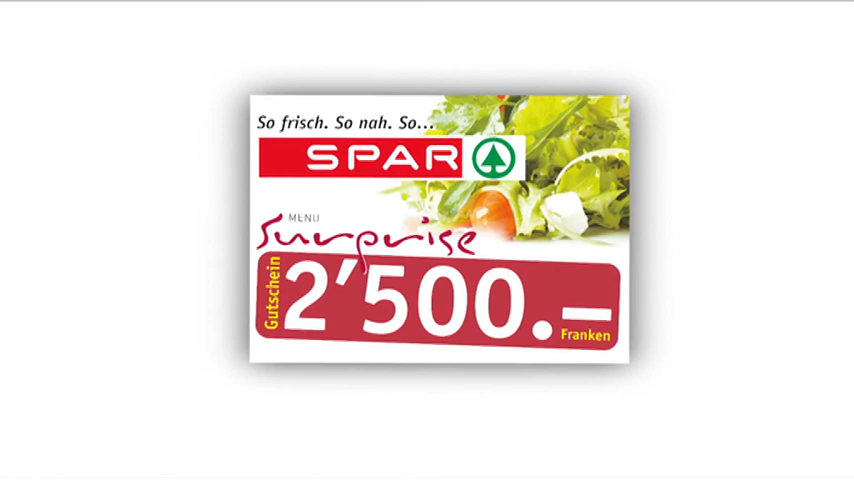 So frisch. So nah. So...
SPAR
MENU
Surprise
Gutschein
2'500.–
Franken